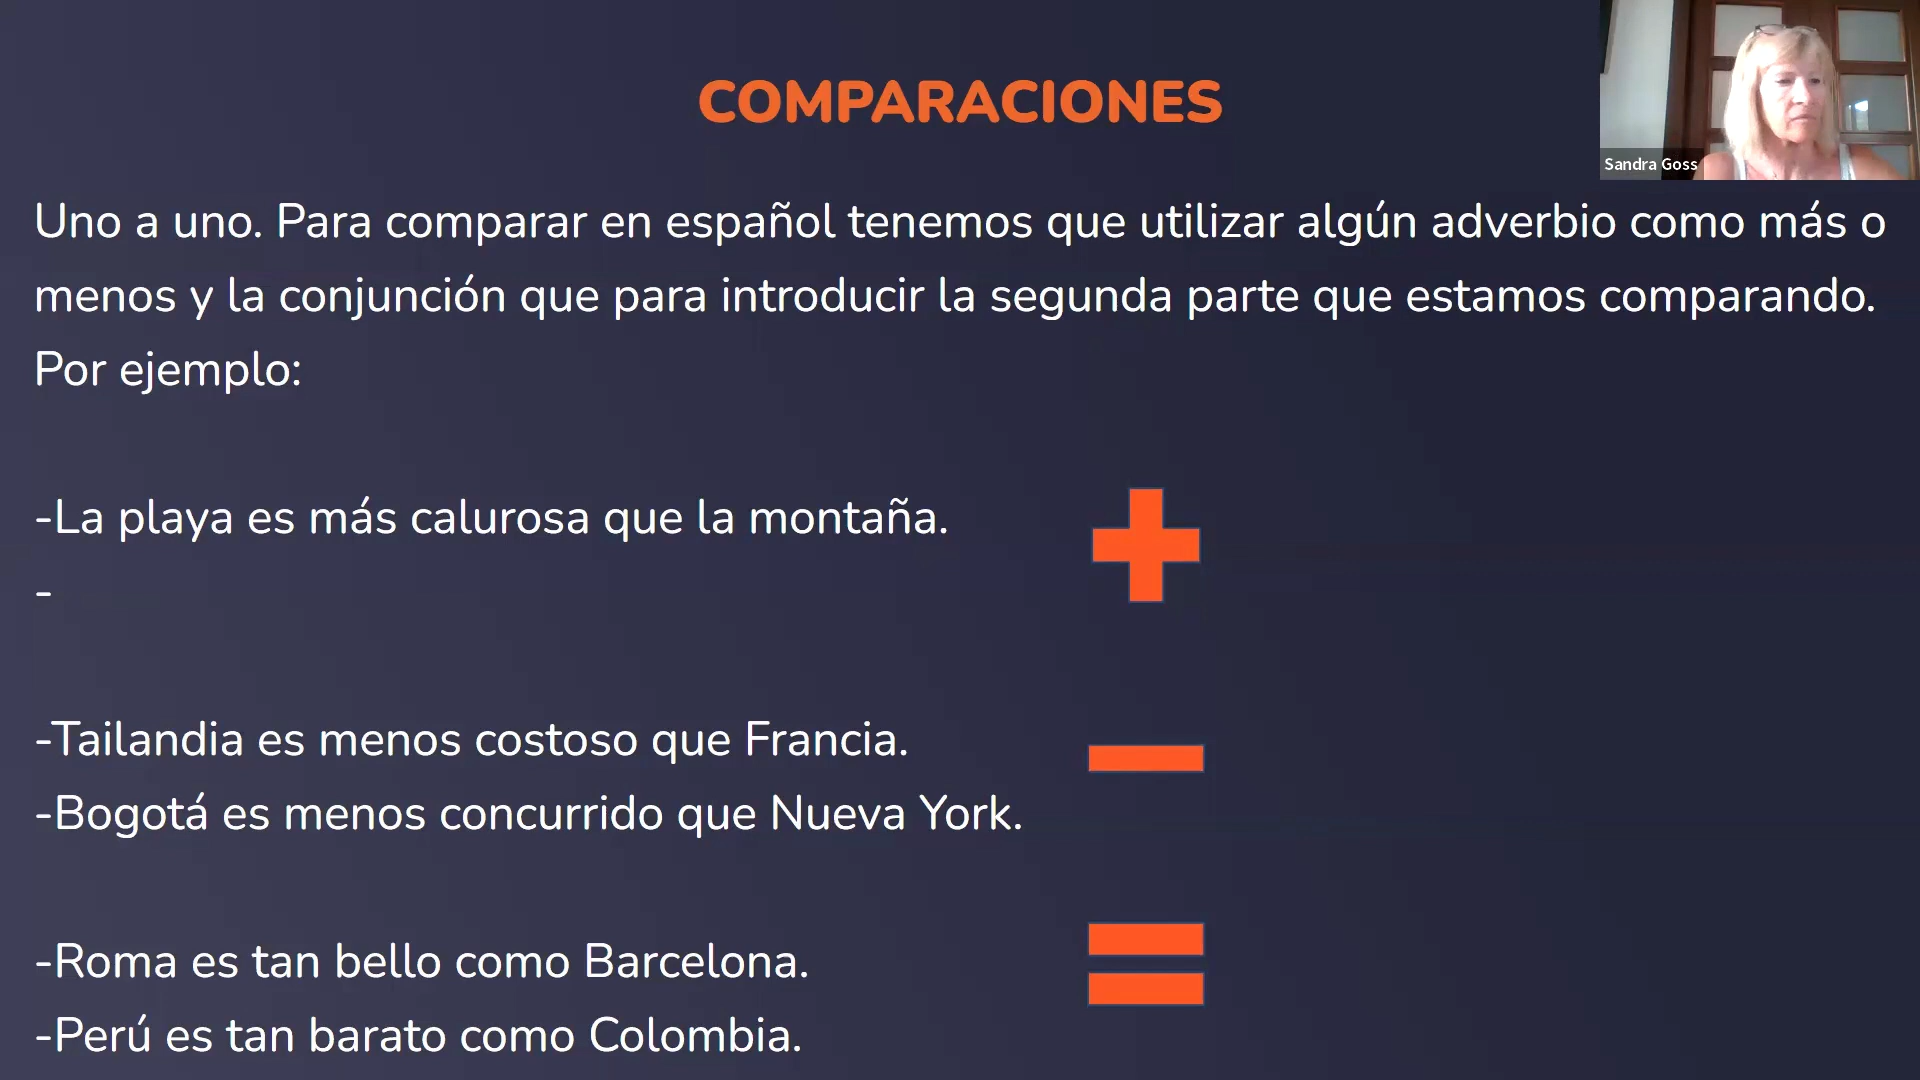 COMPARACIONES
Sandra Goss
Uno a uno. Para comparar en español tenemos que utilizar algún adverbio como más o
menos y la conjunción que para introducir la segunda parte que estamos comparando.
Por ejemplo:
-La playa es más calurosa que la montaña.
-
-Tailandia es menos costoso que Francia.
-Bogotá es menos concurrido que Nueva York.
-Roma es tan bello como Barcelona.
-Perú es tan barato como Colombia.